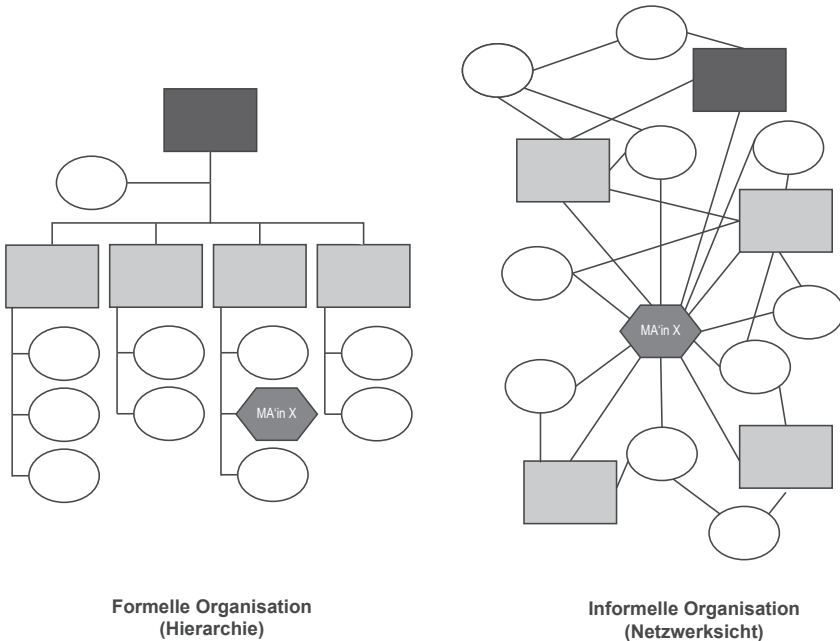 MA'in X
Formelle Organisation
(Hierarchie)
MA'in X
Informelle Organisation
(Netzwerksicht)